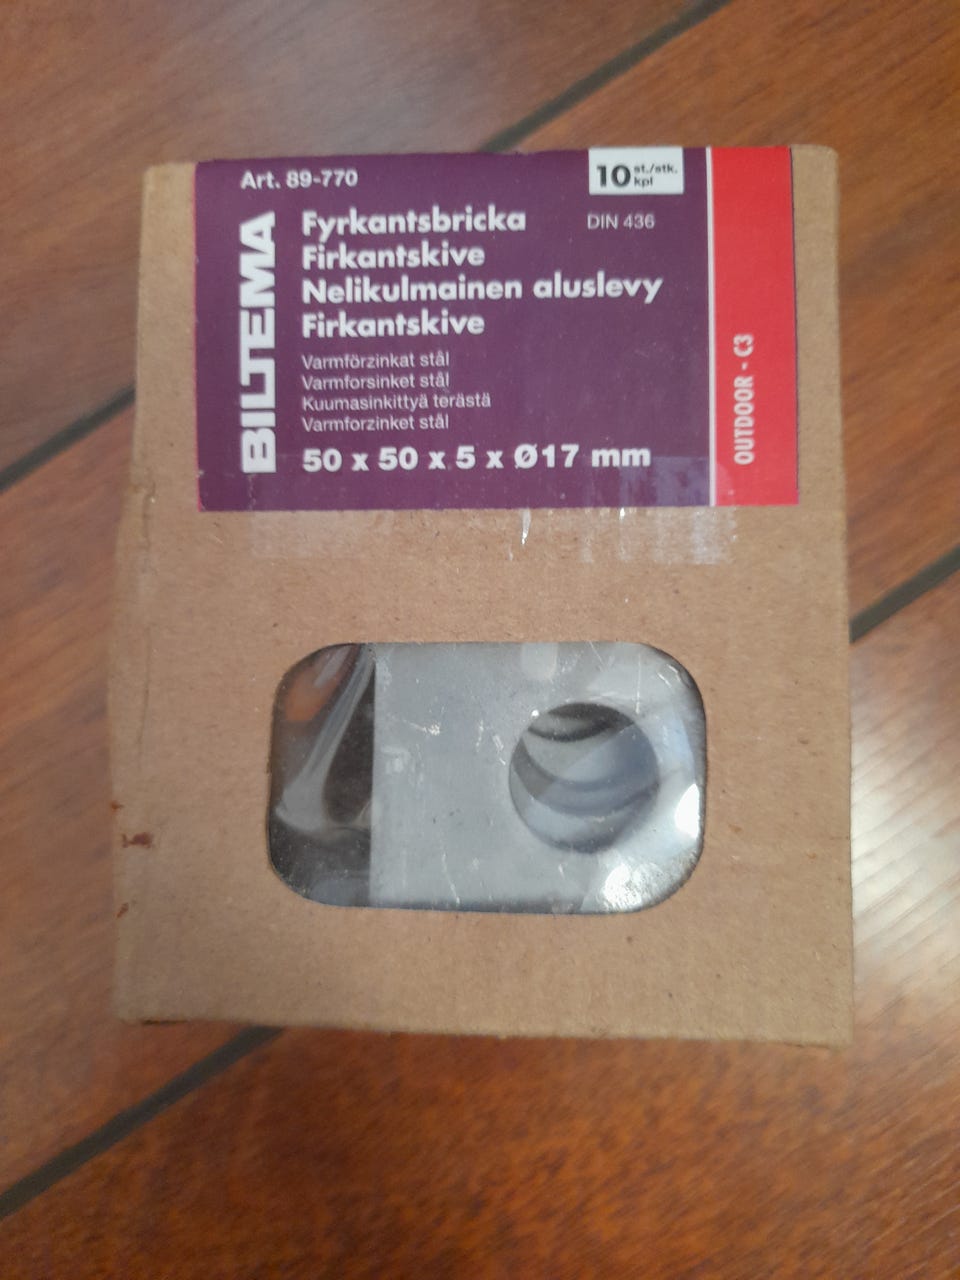 Art. 89-770
10 st./stk.
kpl
BILTEMA
Fyrkantsbricka
DIN 436
Firkantskive
Nelikulmainen aluslevy
Firkantskive
Varmförzinkat stål
Varmforsinket stål
Kuumasinkittyä terästä
Varmforzinket stål
50 x 50 x 5 x Ø17 mm
OUTDOOR - C3